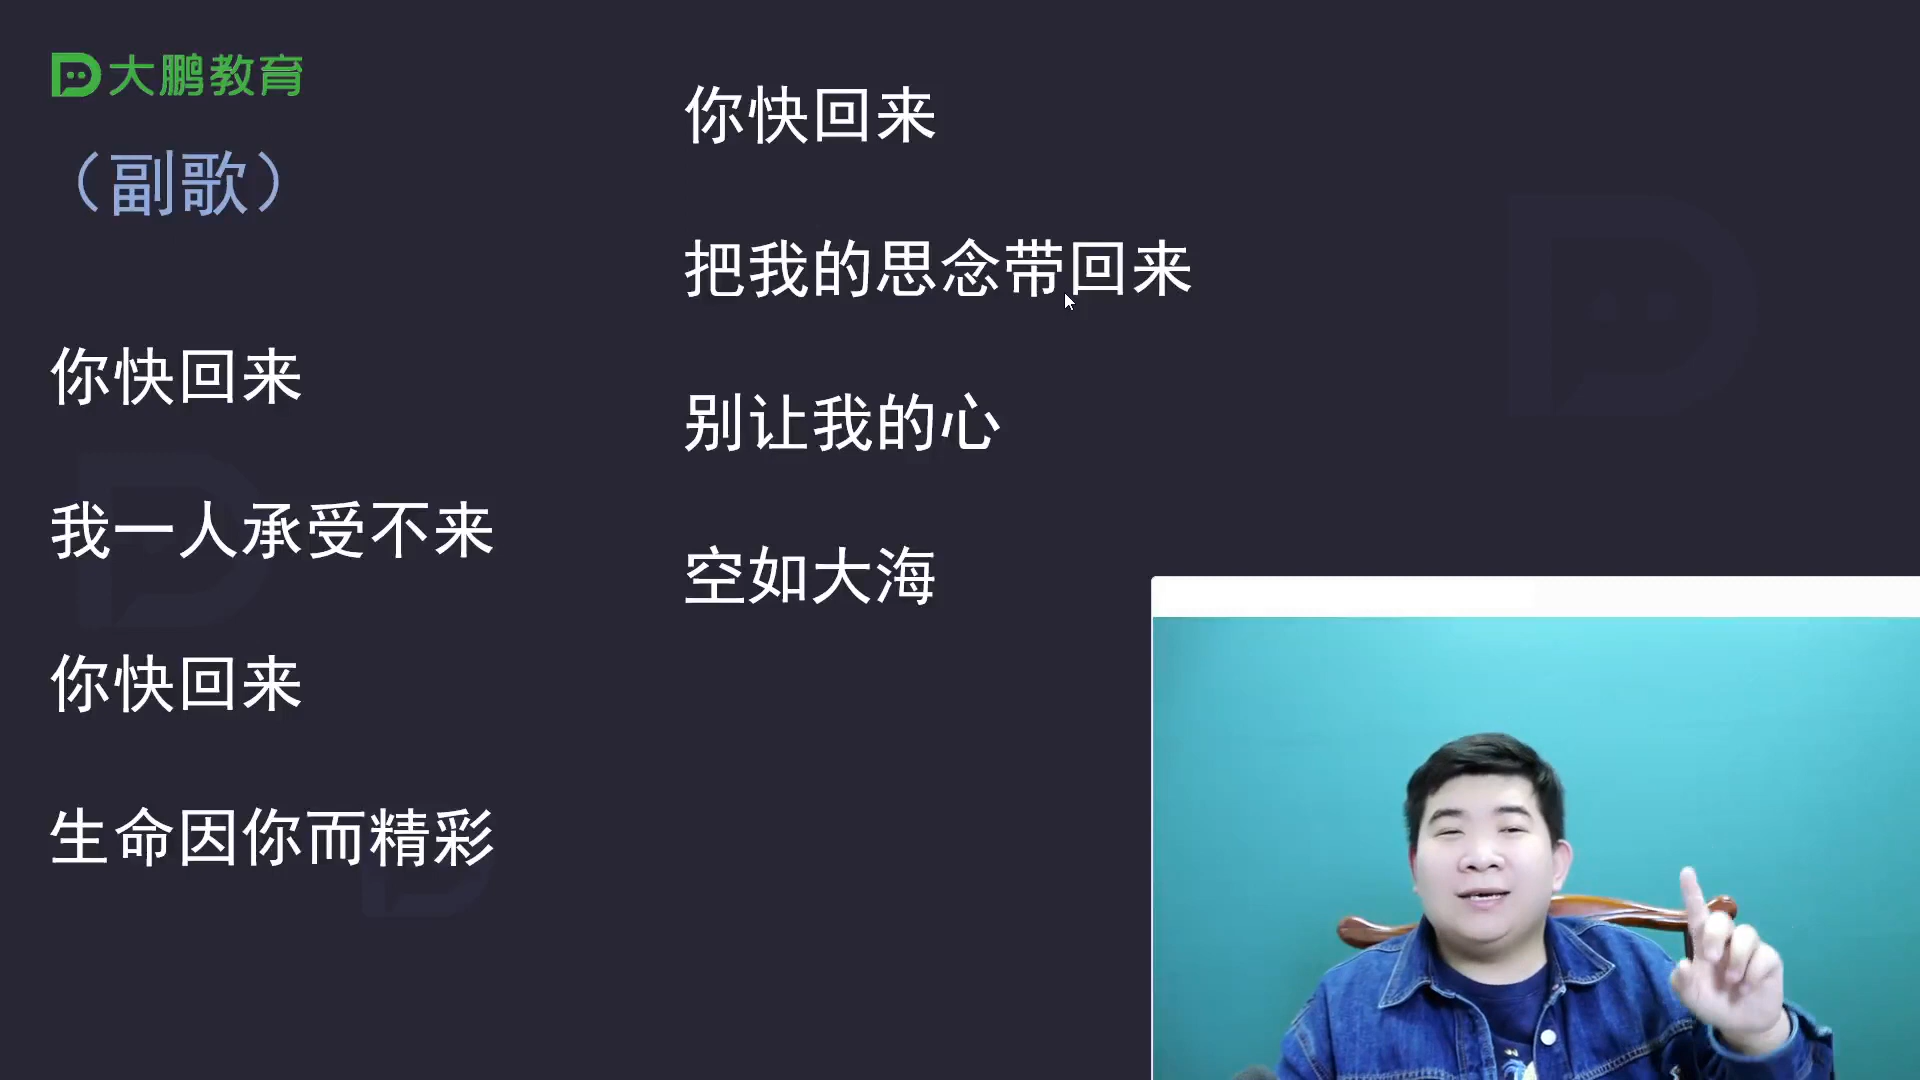 大鹏教育
（副歌）
你快回来
我一人承受不来
你快回来
生命因你而精彩
你快回来
把我的思念带回来
别让我的心
空如大海